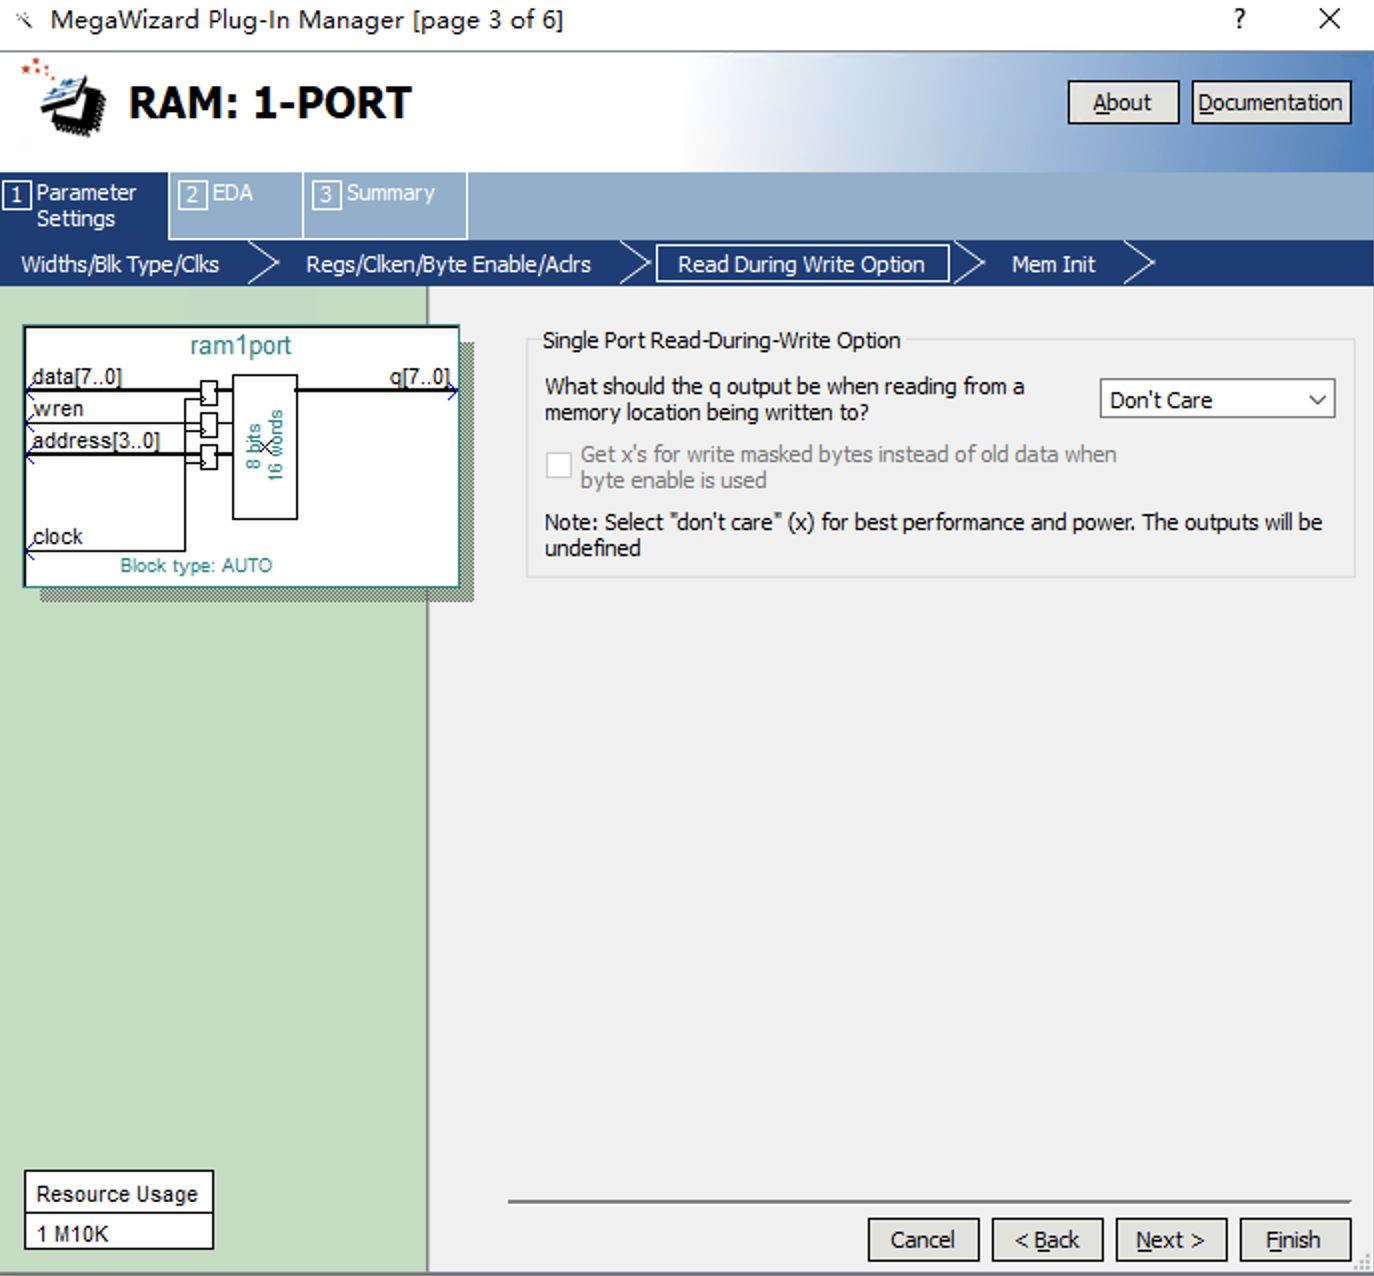 MegaWizard Plug-In Manager [page 3 of 6]
?
RAM: 1-PORT
About
Documentation
1 Parameter
Settings
2 EDA
3 Summary
Widths/Blk Type/Clks
Regs/Clken/Byte Enable/Aclrs
Read During Write Option
Mem Init
ram1port
data[7..0]
q[7..0]
wren
address[3..0]
8 bits
16 words
clock
Block type: AUTO
Single Port Read-During-Write Option
What should the q output be when reading from a
memory location being written to?
Don't Care
Get x's for write masked bytes instead of old data when
byte enable is used
Note: Select "don't care" (x) for best performance and power. The outputs will be
undefined
Resource Usage
1 M10K
Cancel
< Back
Next >
Finish